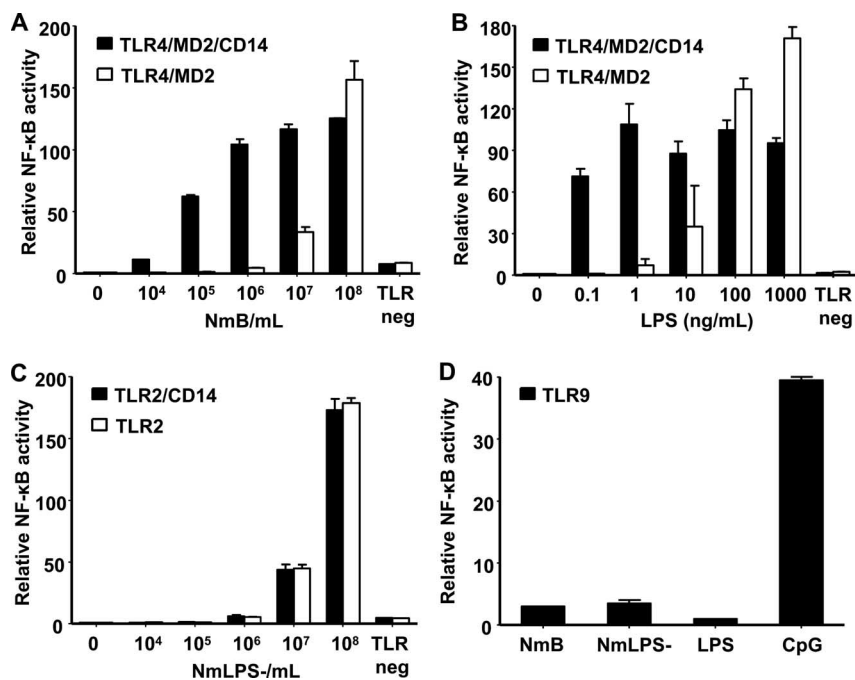 A
TLR4/MD2/CD14
TLR4/MD2
Relative NF-κB activity
200
150
100
50
0
0 10⁴ 10⁵ 10⁶ 10⁷ 10⁸ TLR neg
NmB/mL
B
TLR4/MD2/CD14
TLR4/MD2
Relative NF-κB activity
180
150
120
90
60
30
0
0 0.1 1 10 100 1000 TLR neg
LPS (ng/mL)
C
TLR2/CD14
TLR2
Relative NF-κB activity
200
150
100
50
0
0 10⁴ 10⁵ 10⁶ 10⁷ 10⁸ TLR neg
NmLPS-/mL
D
TLR9
Relative NF-κB activity
40
30
20
10
0
NmB NmLPS- LPS CpG